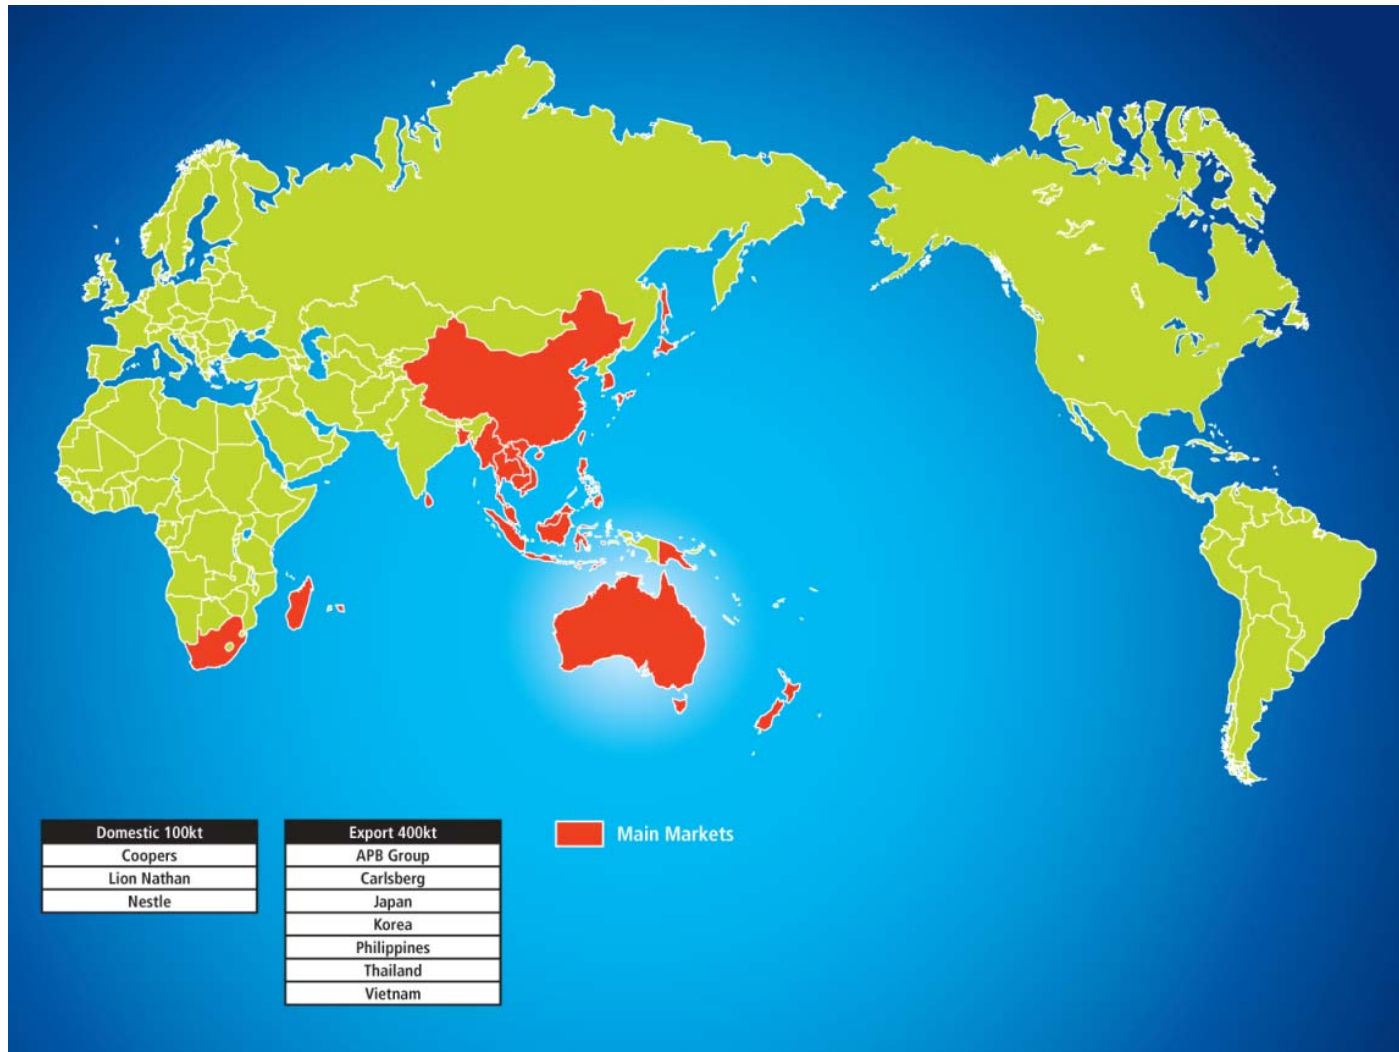 Domestic 100kt
Coopers
Lion Nathan
Nestle
Export 400kt
APB Group
Carlsberg
Japan
Korea
Philippines
Thailand
Vietnam
Main Markets